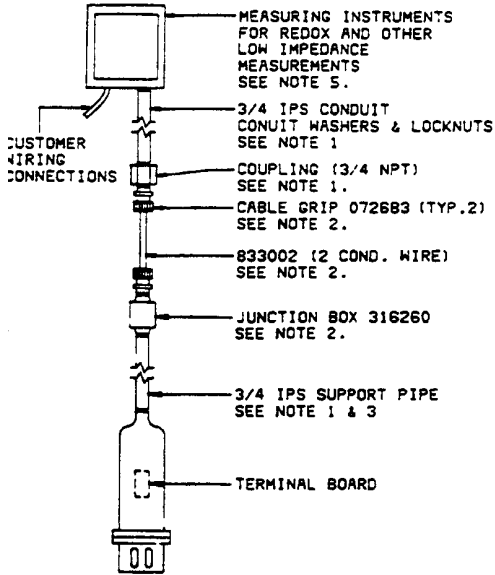 MEASURING INSTRUMENTS
FOR REDOX AND OTHER
LOW IMPEDANCE
MEASUREMENTS
SEE NOTE 5.
3/4 IPS CONDUIT
CONUIT WASHERS & LOCKNUTS
SEE NOTE 1
CUSTOMER
WIRING
CONNECTIONS
COUPLING (3/4 NPT)
SEE NOTE 1.
CABLE GRIP 072683 (TYP.2)
SEE NOTE 2.
833002 (2 COND. WIRE)
SEE NOTE 2.
JUNCTION BOX 316260
SEE NOTE 2.
3/4 IPS SUPPORT PIPE
SEE NOTE 1 & 3
TERMINAL BOARD